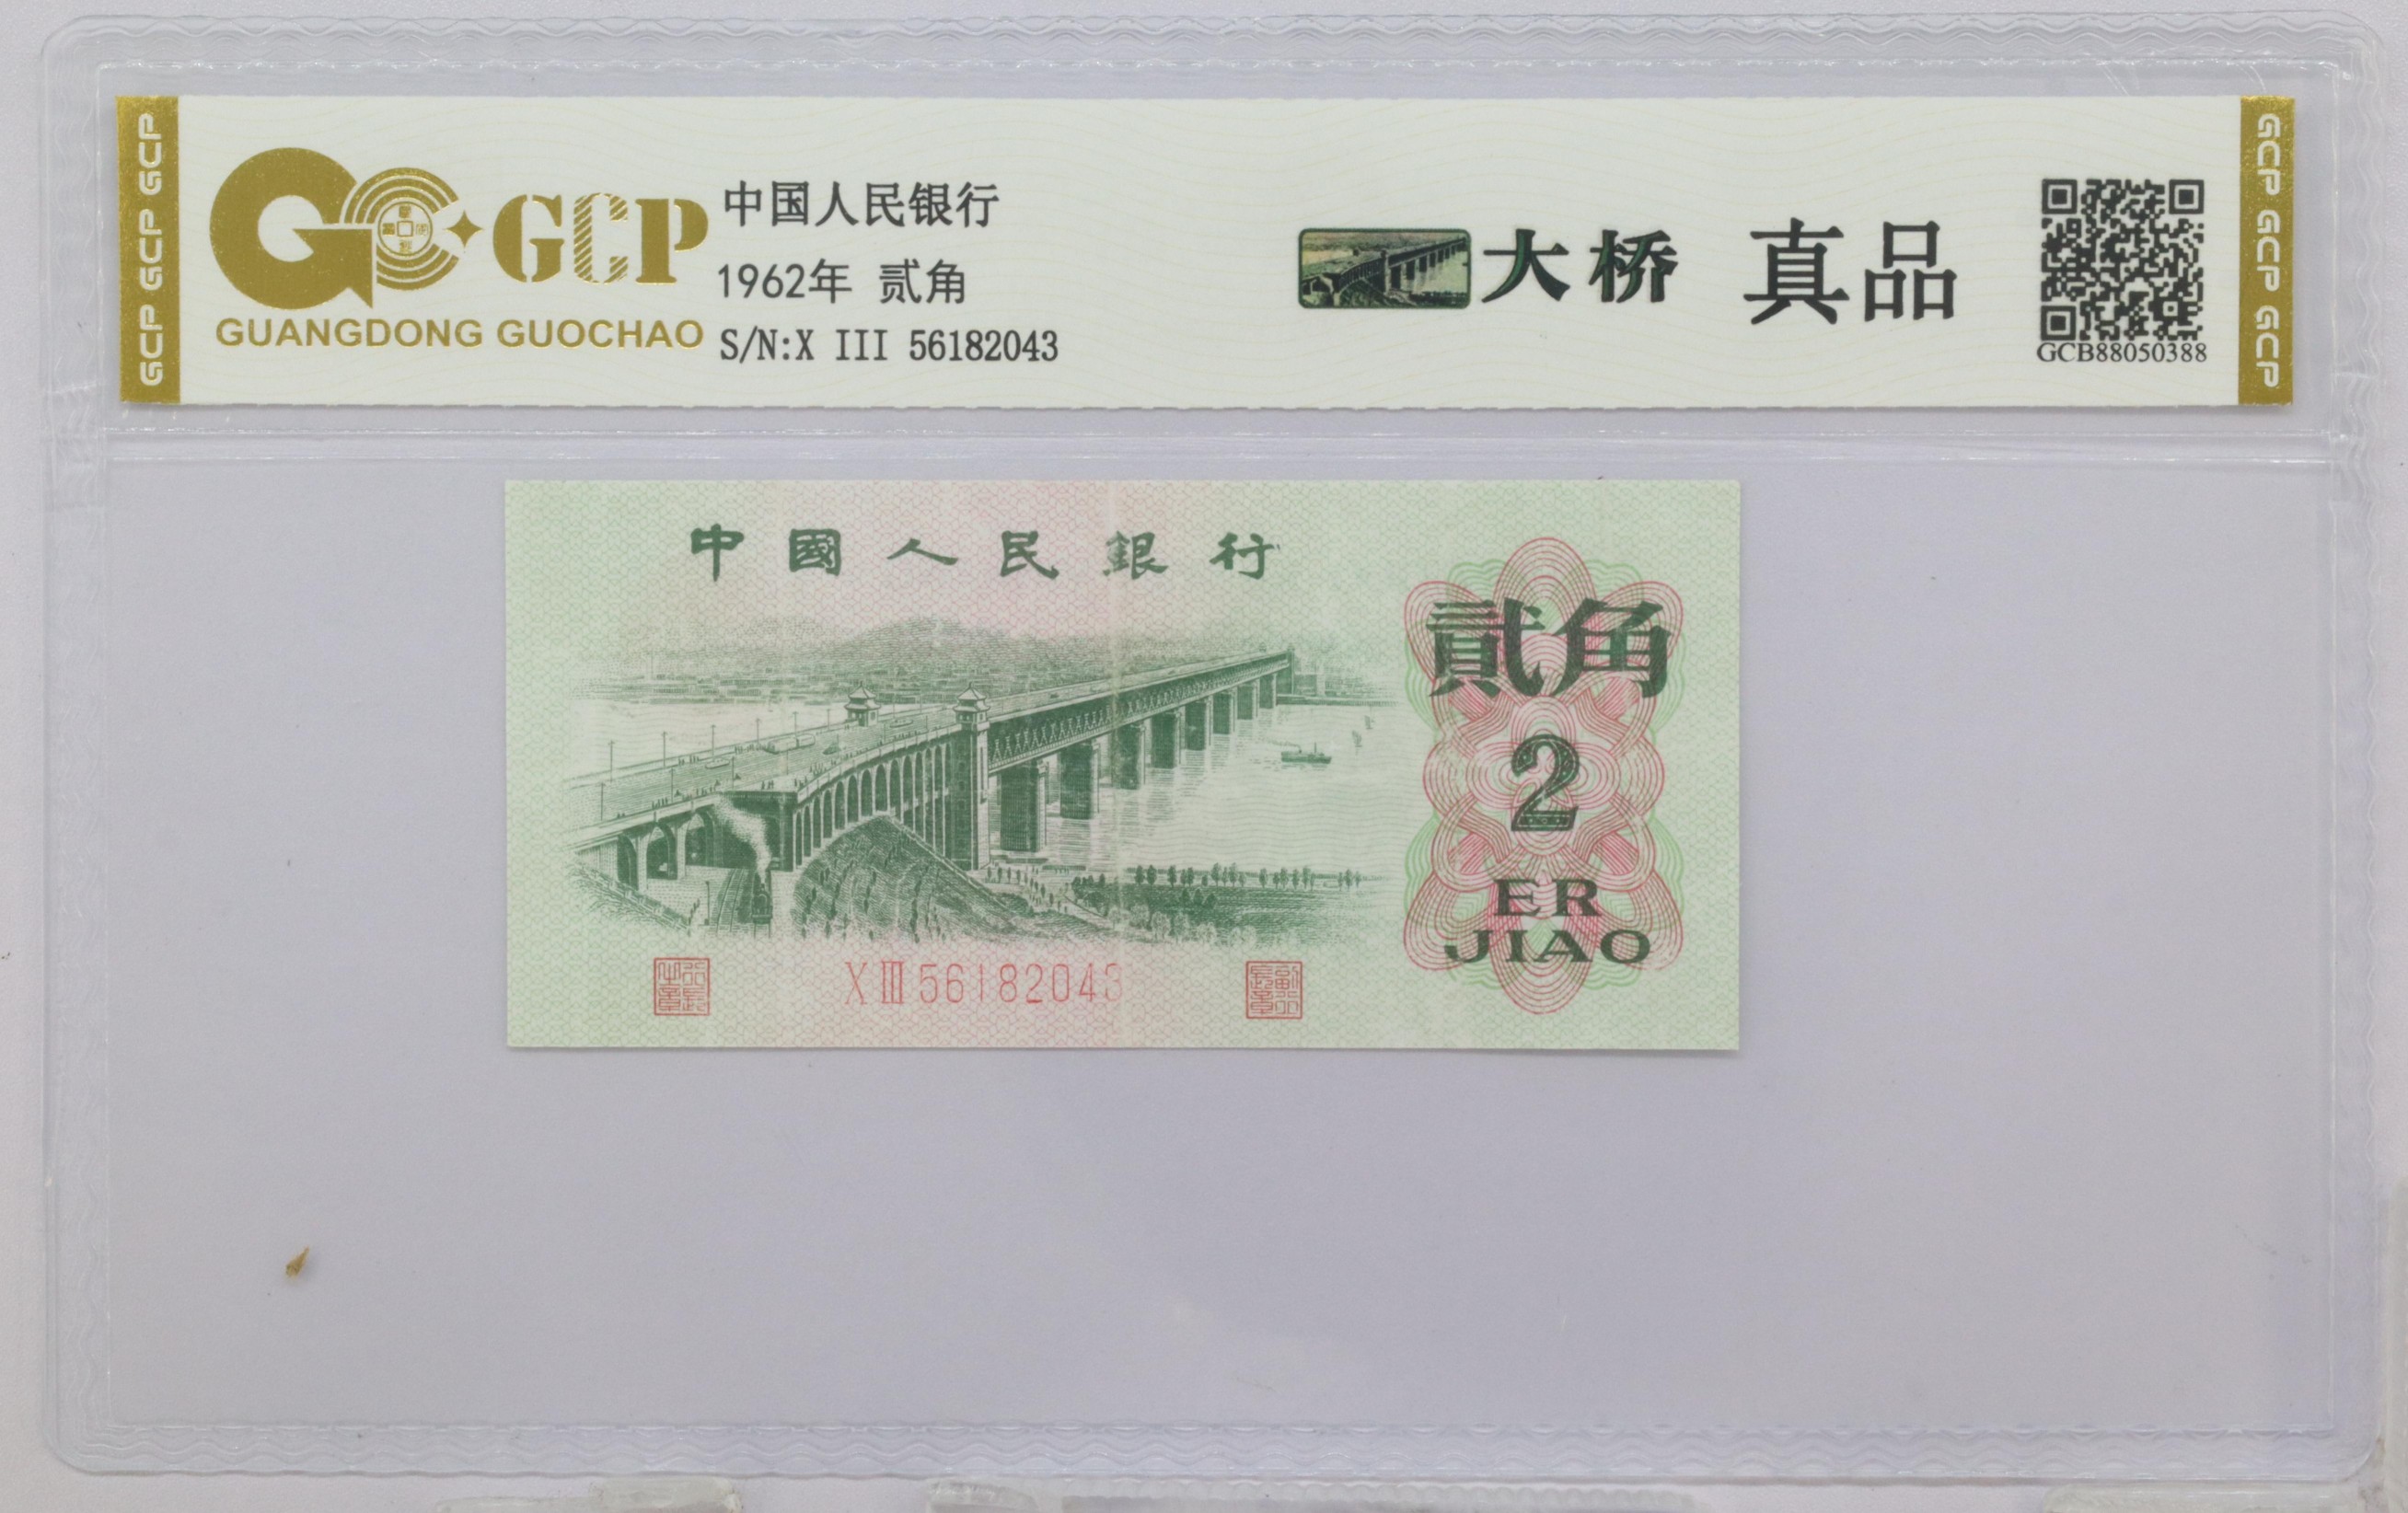 GCP GCP GCP
GCP
GUANGDONG GUOCHAO
中国人民银行
1962年 贰角
S/N:X III 56182043
大桥 真品
GCB88050388
GCP GCP GCP
中國人民銀行
貳角
2
ER
JIAO
X III 56182043